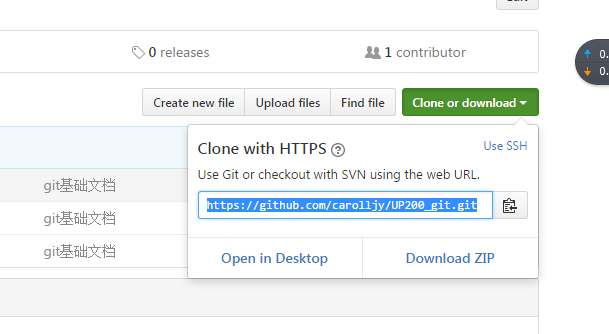 Edit
0 releases
1 contributor
0.
0.
Create new file
Upload files
Find file
Clone or download
Clone with HTTPS
Use SSH
Use Git or checkout with SVN using the web URL.
git基础文档
https://github.com/carolljy/UP200_git.git
git基础文档
git基础文档
Open in Desktop
Download ZIP